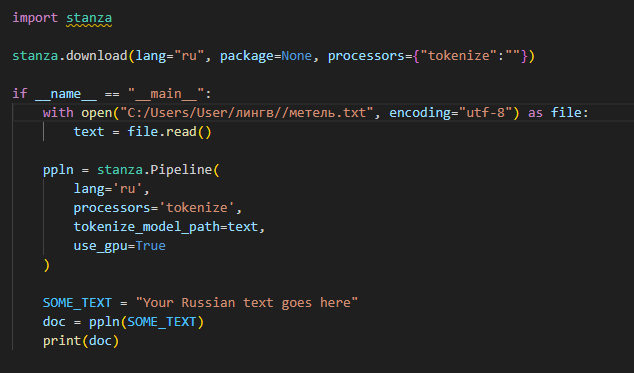 import stanza
stanza.download(lang="ru", package=None, processors={"tokenize":""})
if __name__ == "__main__":
with open("C:/Users/User/лингв//метель.txt", encoding="utf-8") as file:
text = file.read()
ppln = stanza.Pipeline(
lang='ru',
processors='tokenize',
tokenize_model_path=text,
use_gpu=True
)
SOME_TEXT = "Your Russian text goes here"
doc = ppln(SOME_TEXT)
print(doc)